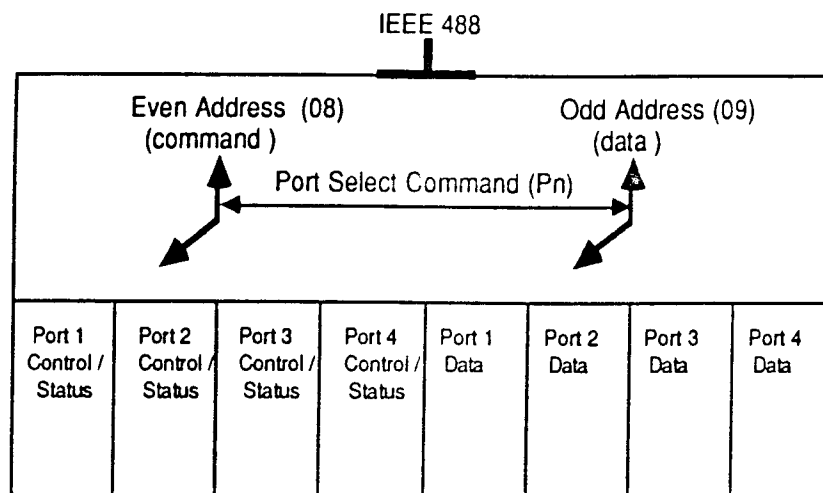 IEEE 488
Even Address (08)
(command )
Odd Address (09)
(data )
Port Select Command (Pn)
Port 1
Control /
Status
Port 2
Control /
Status
Port 3
Control /
Status
Port 4
Control /
Status
Port 1
Data
Port 2
Data
Port 3
Data
Port 4
Data